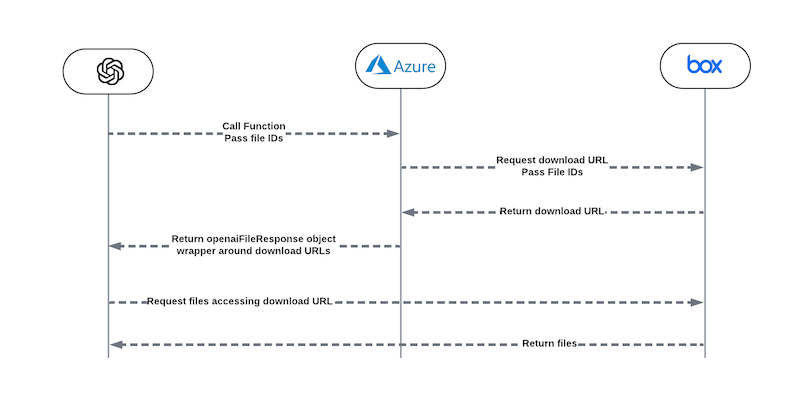 Azure
box
Call Function
Pass file IDs
Request download URL
Pass File IDs
Return download URL
Return openaiFileResponse object
wrapper around download URLs
Request files accessing download URL
Return files